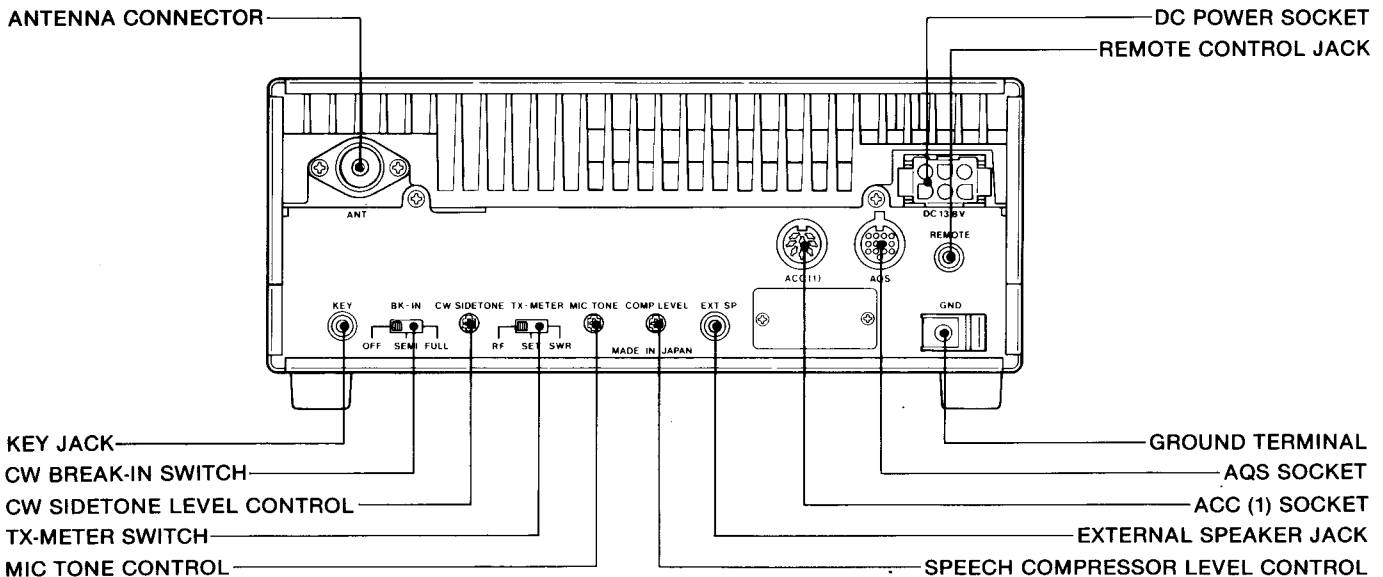 ANTENNA CONNECTOR
DC POWER SOCKET
REMOTE CONTROL JACK
ANT
DC 13.8V
REMOTE
ACC(1)
AQS
KEY
BK-IN
CW SIDETONE
TX-METER
MIC TONE
COMP LEVEL
EXT SP
GND
OFF SEMI FULL
RF SET SWR
MADE IN JAPAN
KEY JACK
CW BREAK-IN SWITCH
CW SIDETONE LEVEL CONTROL
TX-METER SWITCH
MIC TONE CONTROL
GROUND TERMINAL
AQS SOCKET
ACC (1) SOCKET
EXTERNAL SPEAKER JACK
SPEECH COMPRESSOR LEVEL CONTROL